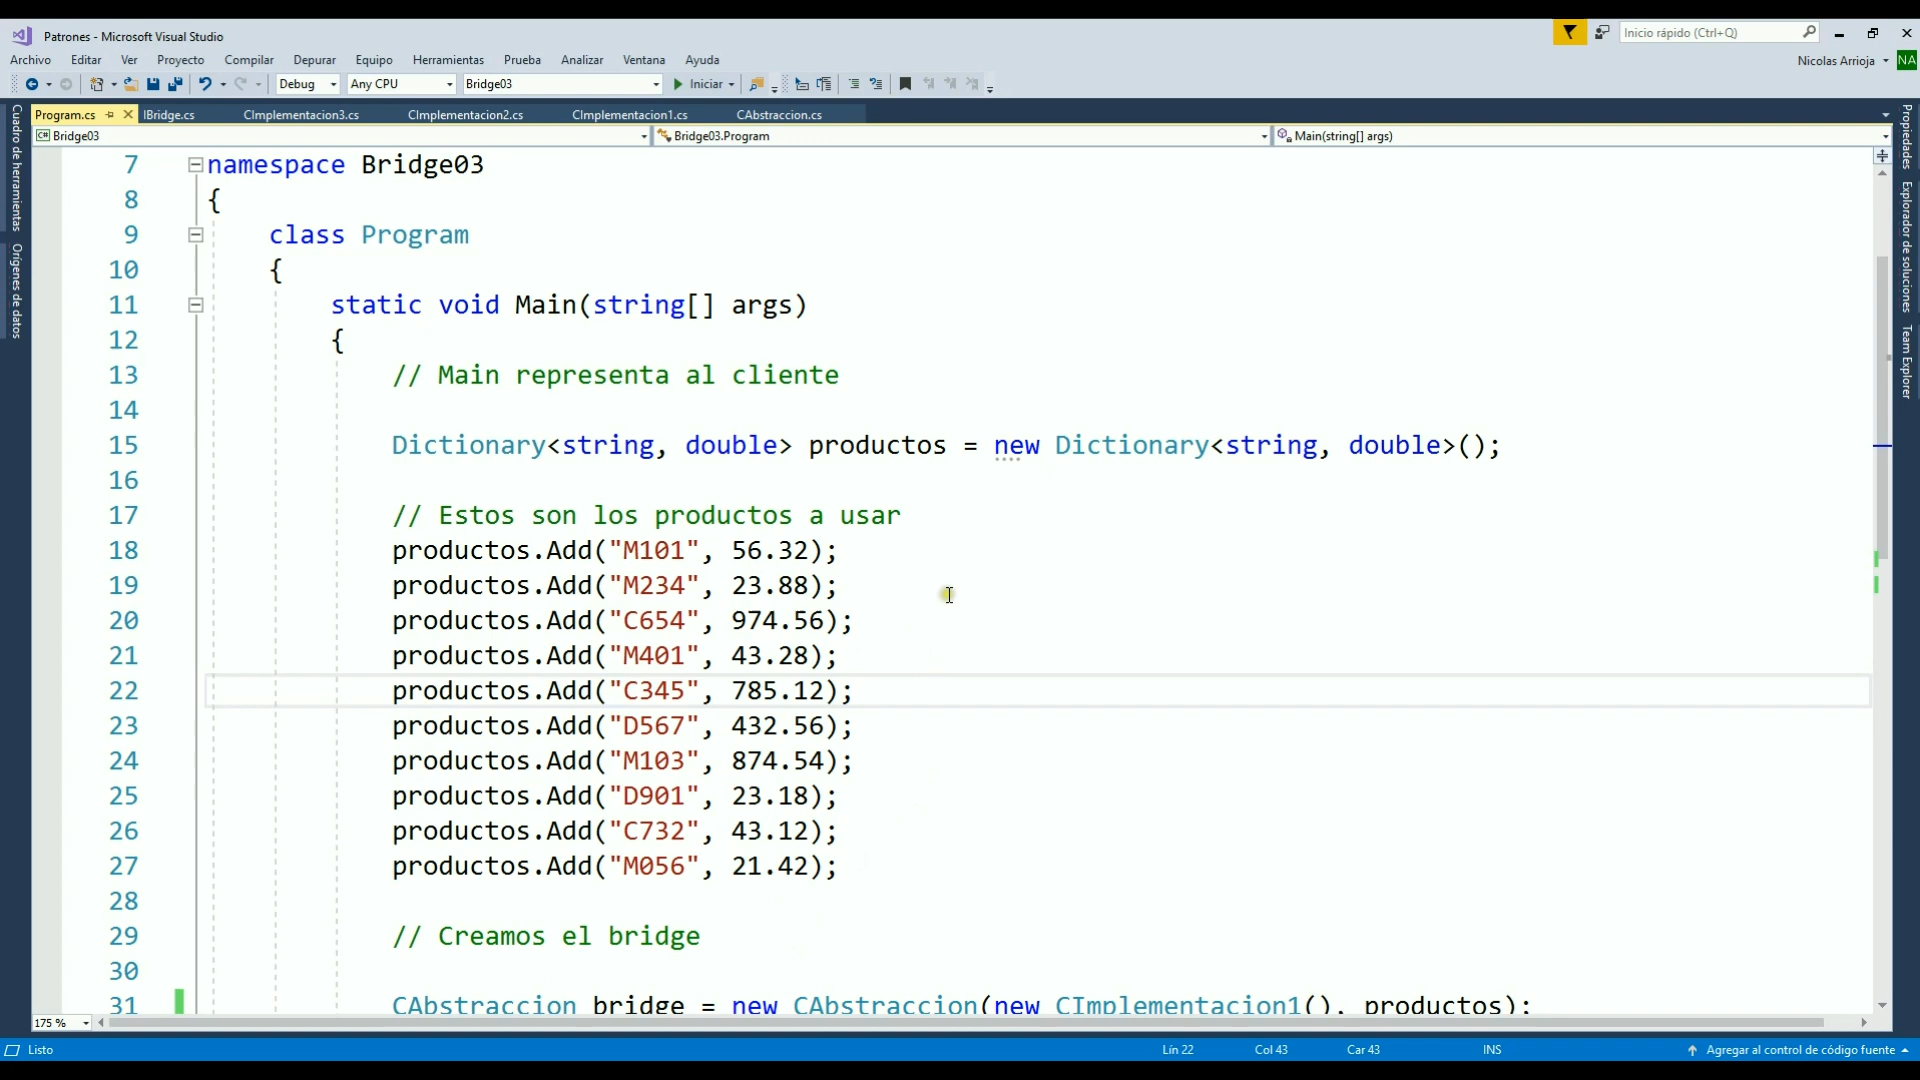 Patrones - Microsoft Visual Studio
Inicio rápido (Ctrl+Q)
Archivo Editar Ver Proyecto Compilar Depurar Equipo Herramientas Prueba Analizar Ventana Ayuda
Nicolas Arrioja NA
Debug Any CPU Bridge03 Iniciar
Program.cs IBridge.cs CImplementacion3.cs CImplementacion2.cs CImplementacion1.cs CAbstraccion.cs
C# Bridge03 Bridge03.Program Main(string[] args)
Cuadro de herramientas
Orígenes de datos
Propiedades
Explorador de soluciones
Team Explorer
7 namespace Bridge03
8 {
9 class Program
10 {
11 static void Main(string[] args)
12 {
13 // Main representa al cliente
14
15 Dictionary<string, double> productos = new Dictionary<string, double>();
16
17 // Estos son los productos a usar
18 productos.Add("M101", 56.32);
19 productos.Add("M234", 23.88);
20 productos.Add("C654", 974.56);
21 productos.Add("M401", 43.28);
22 productos.Add("C345", 785.12);
23 productos.Add("D567", 432.56);
24 productos.Add("M103", 874.54);
25 productos.Add("D901", 23.18);
26 productos.Add("C732", 43.12);
27 productos.Add("M056", 21.42);
28
29 // Creamos el bridge
30
31 CAbstraccion bridge = new CAbstraccion(new CImplementacion1(), productos);
175 %
Listo Lín 22 Col 43 Car 43 INS Agregar al control de código fuente